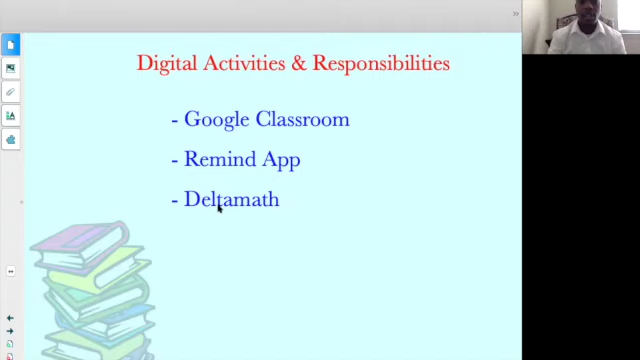 Digital Activities & Responsibilities
- Google Classroom
- Remind App
- Deltamath